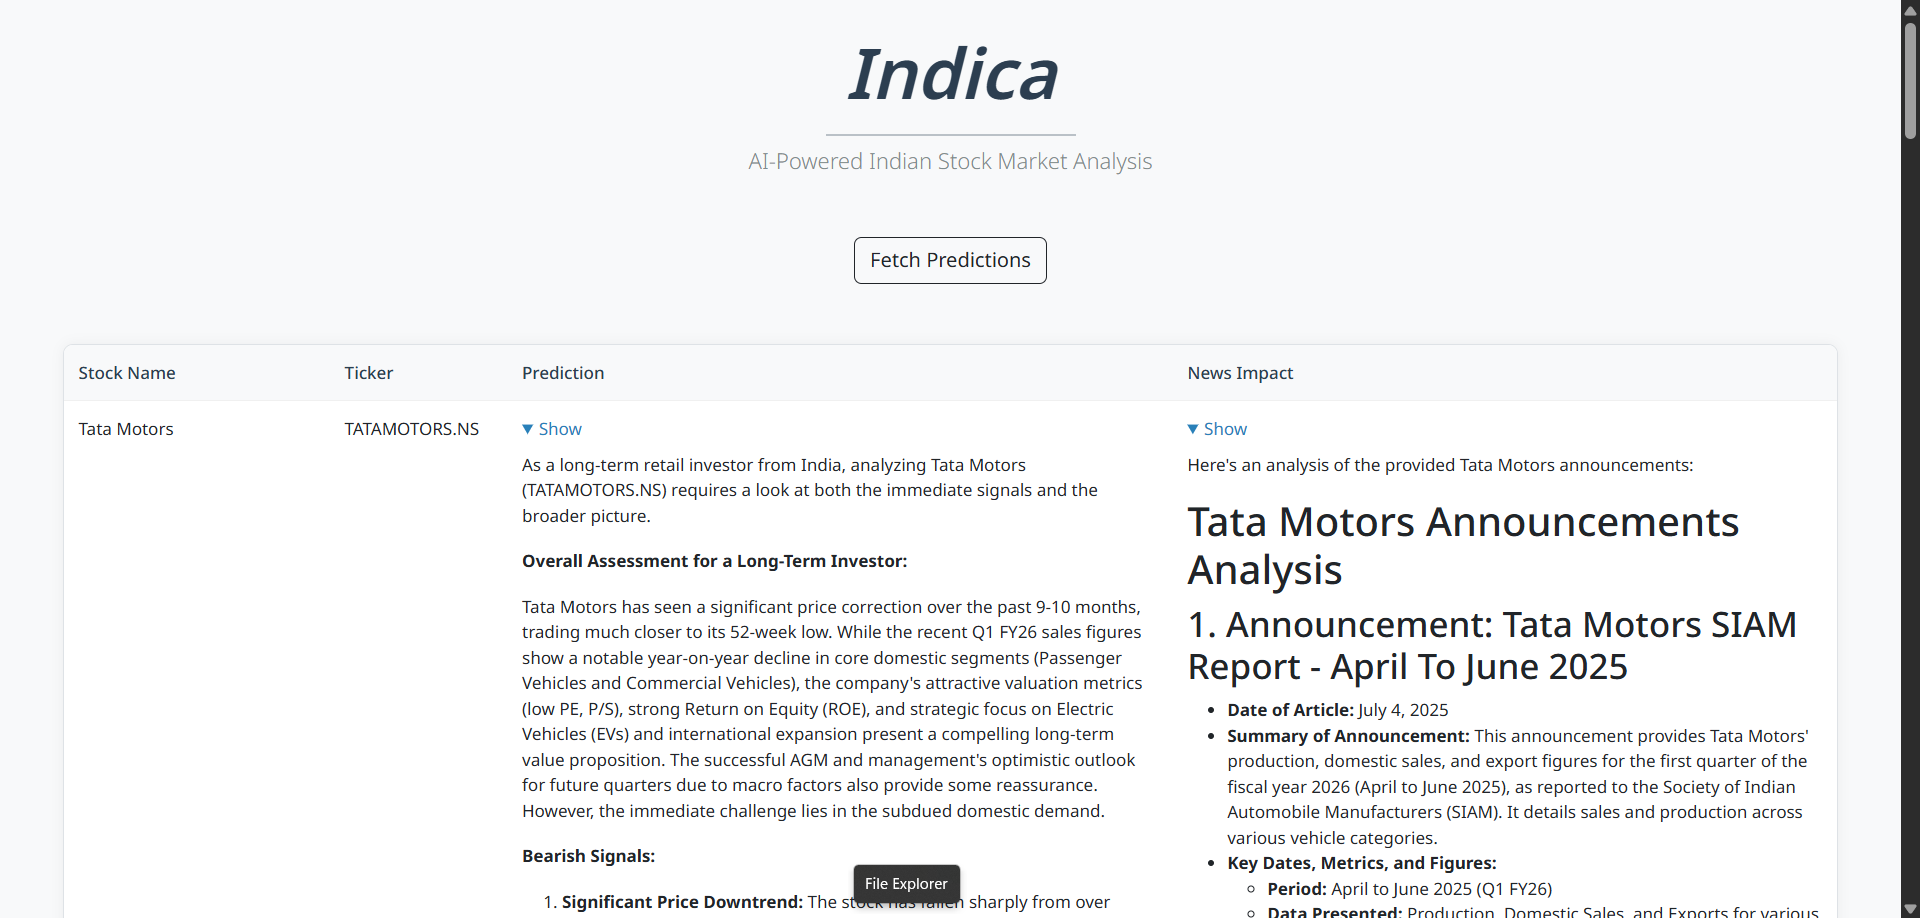 Indica
AI-Powered Indian Stock Market Analysis
Fetch Predictions
Stock Name
Ticker
Prediction
News Impact
Tata Motors
TATAMOTORS.NS
▼ Show
As a long-term retail investor from India, analyzing Tata Motors
(TATAMOTORS.NS) requires a look at both the immediate signals and the
broader picture.
Overall Assessment for a Long-Term Investor:
Tata Motors has seen a significant price correction over the past 9-10 months,
trading much closer to its 52-week low. While the recent Q1 FY26 sales figures
show a notable year-on-year decline in core domestic segments (Passenger
Vehicles and Commercial Vehicles), the company's attractive valuation metrics
(low PE, P/S), strong Return on Equity (ROE), and strategic focus on Electric
Vehicles (EVs) and international expansion present a compelling long-term
value proposition. The successful AGM and management's optimistic outlook
for future quarters due to macro factors also provide some reassurance.
However, the immediate challenge lies in the subdued domestic demand.
Bearish Signals:
1. Significant Price Downtrend: The stock has fallen sharply from over
▼ Show
Here's an analysis of the provided Tata Motors announcements:
Tata Motors Announcements
Analysis
1. Announcement: Tata Motors SIAM
Report - April To June 2025
• Date of Article: July 4, 2025
• Summary of Announcement: This announcement provides Tata Motors'
production, domestic sales, and export figures for the first quarter of the
fiscal year 2026 (April to June 2025), as reported to the Society of Indian
Automobile Manufacturers (SIAM). It details sales and production across
various vehicle categories.
• Key Dates, Metrics, and Figures:
◦ Period: April to June 2025 (Q1 FY26)
◦ Data Presented: Production, Domestic Sales, and Exports for various
File Explorer